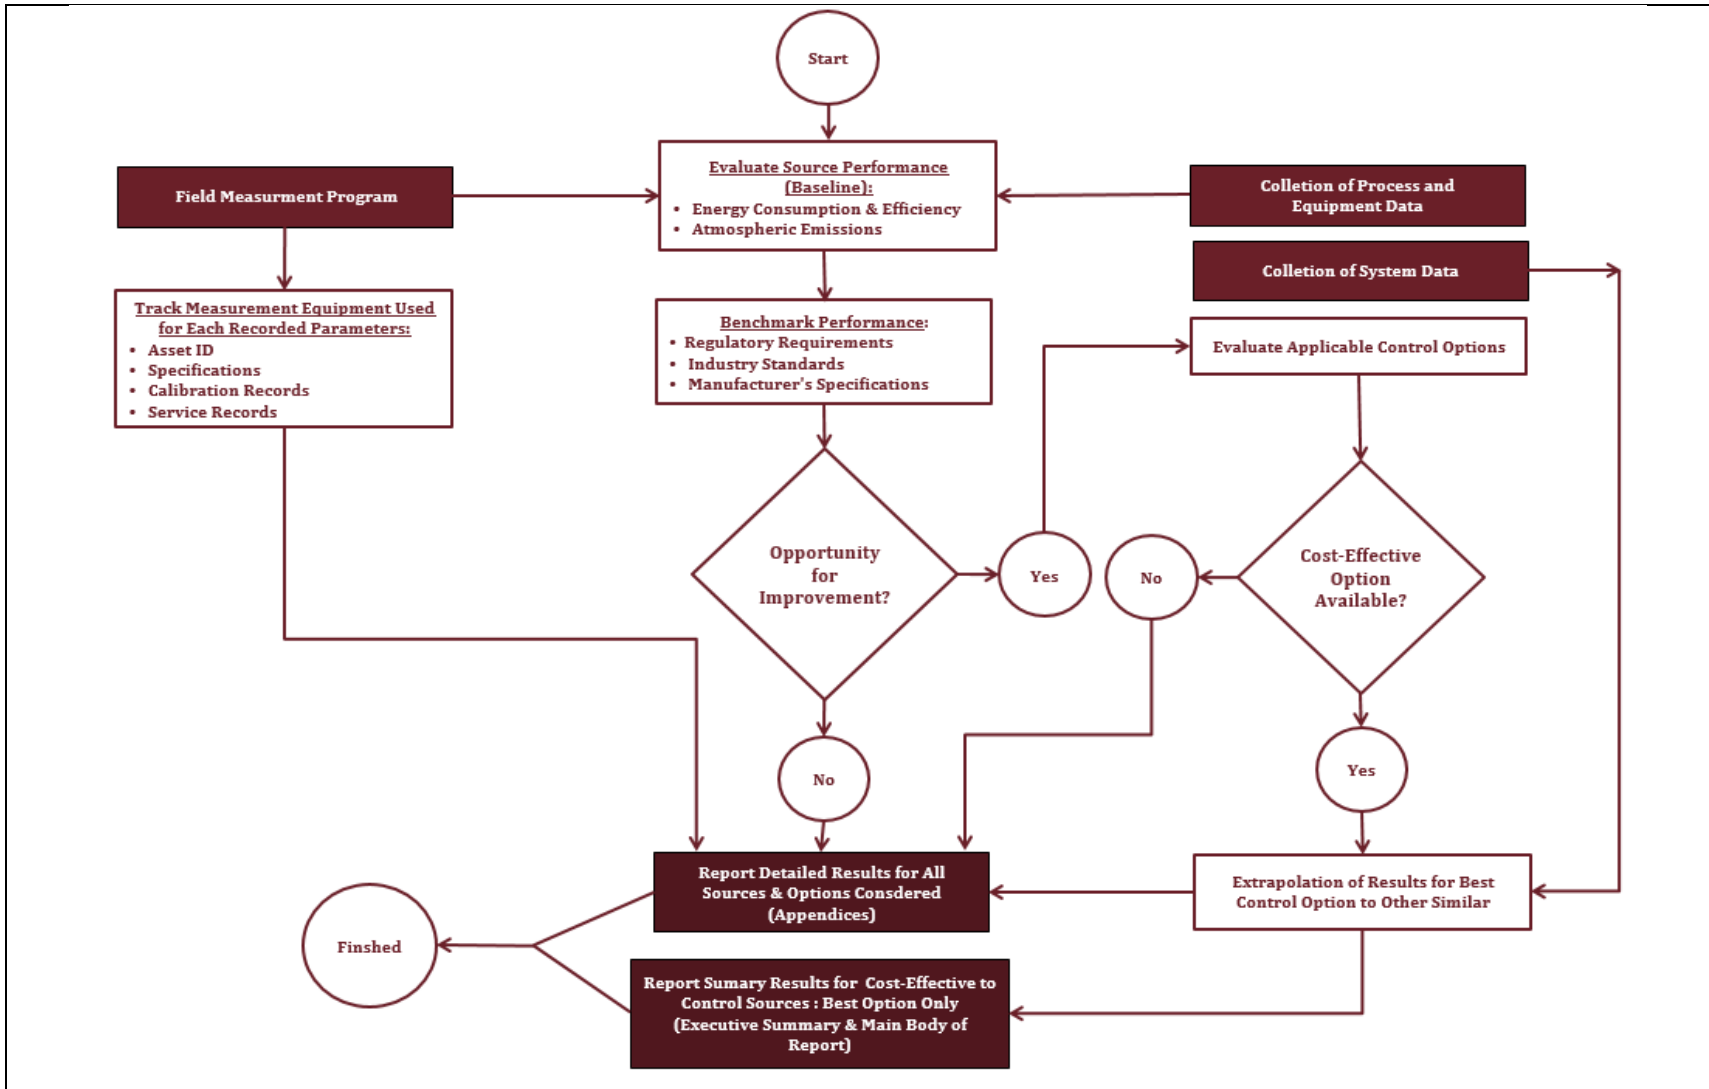 Start
Evaluate Source Performance
(Baseline):
• Energy Consumption & Efficiency
• Atmospheric Emissions
Field Measurment Program
Colletion of Process and
Equipment Data
Colletion of System Data
Track Measurement Equipment Used
for Each Recorded Parameters:
• Asset ID
• Specifications
• Calibration Records
• Service Records
Benchmark Performance:
• Regulatory Requirements
• Industry Standards
• Manufacturer's Specifications
Evaluate Applicable Control Options
Opportunity
for
Improvement?
Yes
No
Cost-Effective
Option
Available?
No
Yes
Report Detailed Results for All
Sources & Options Consdered
(Appendices)
Extrapolation of Results for Best
Control Option to Other Similar
Finshed
Report Sumary Results for Cost-Effective to
Control Sources : Best Option Only
(Executive Summary & Main Body of
Report)